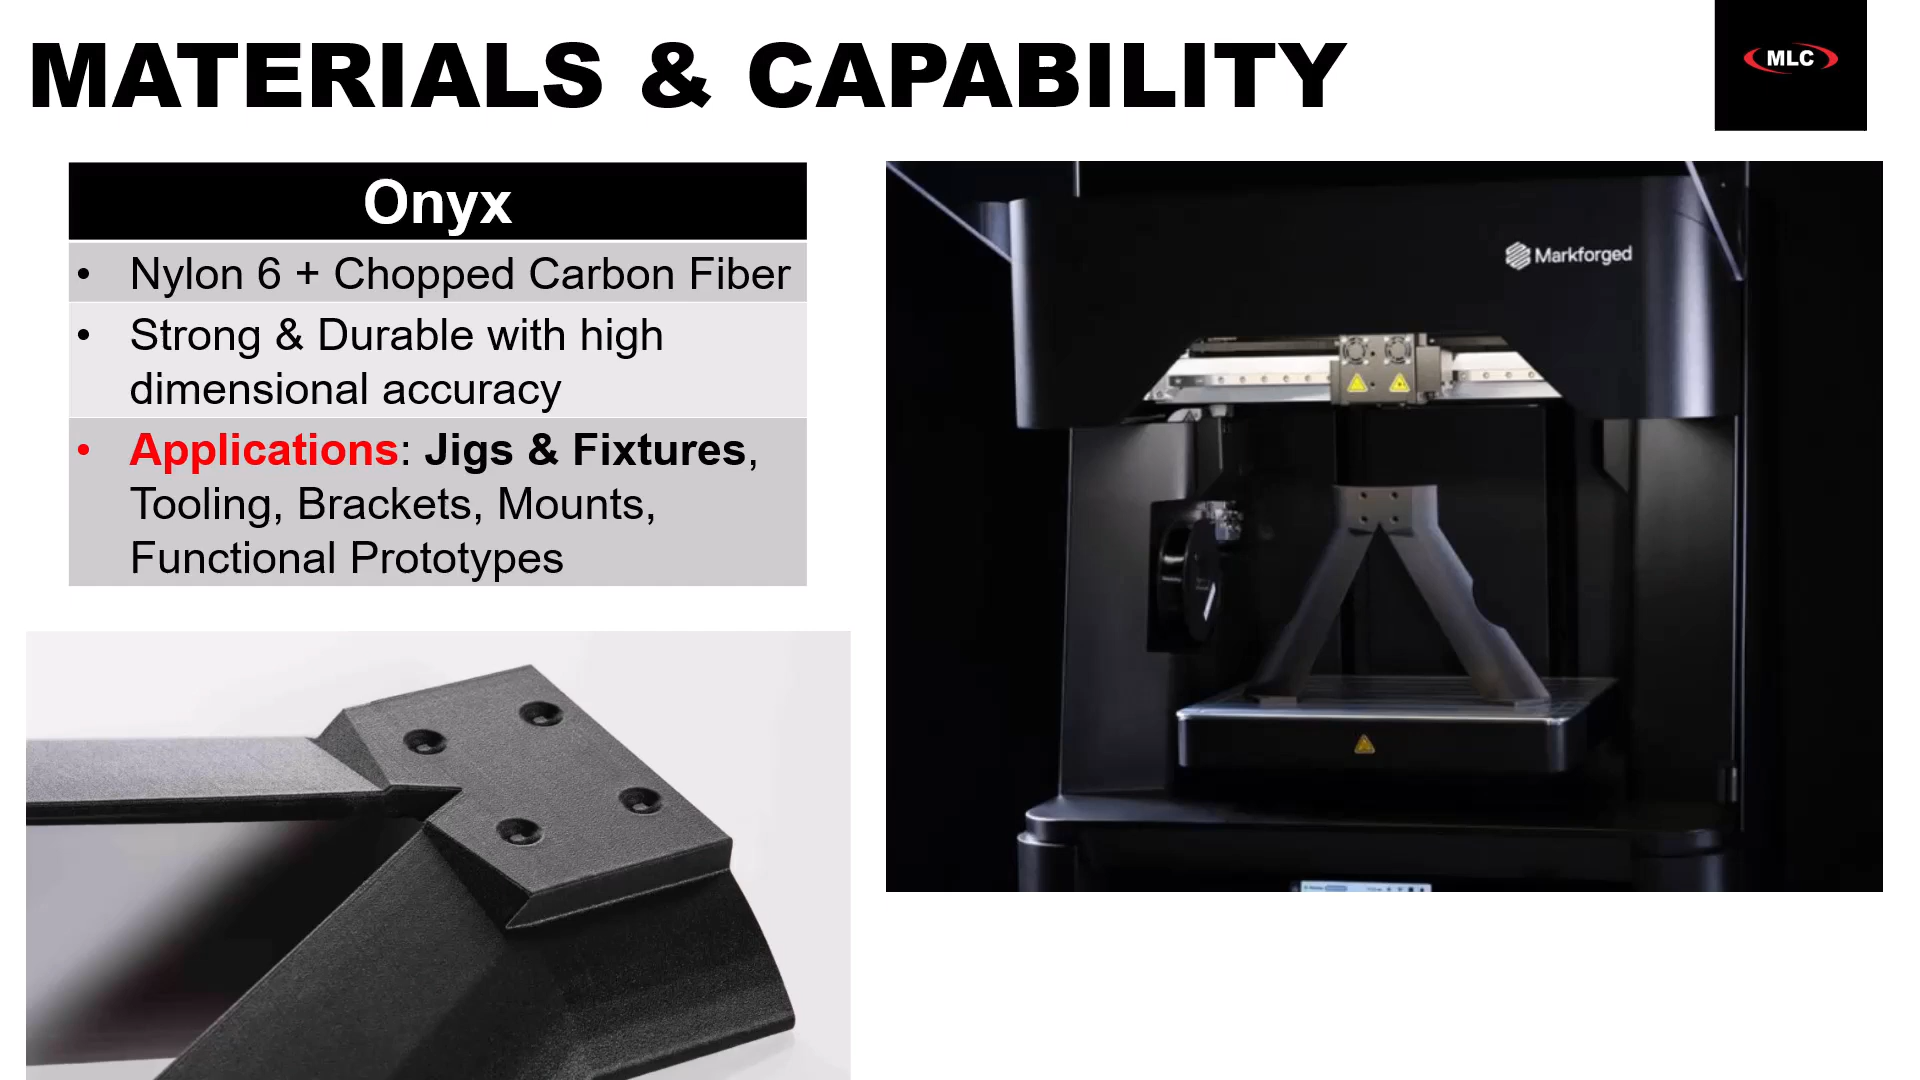 MATERIALS & CAPABILITY
MLC
Onyx
• Nylon 6 + Chopped Carbon Fiber
• Strong & Durable with high
dimensional accuracy
• Applications: Jigs & Fixtures,
Tooling, Brackets, Mounts,
Functional Prototypes
Markforged